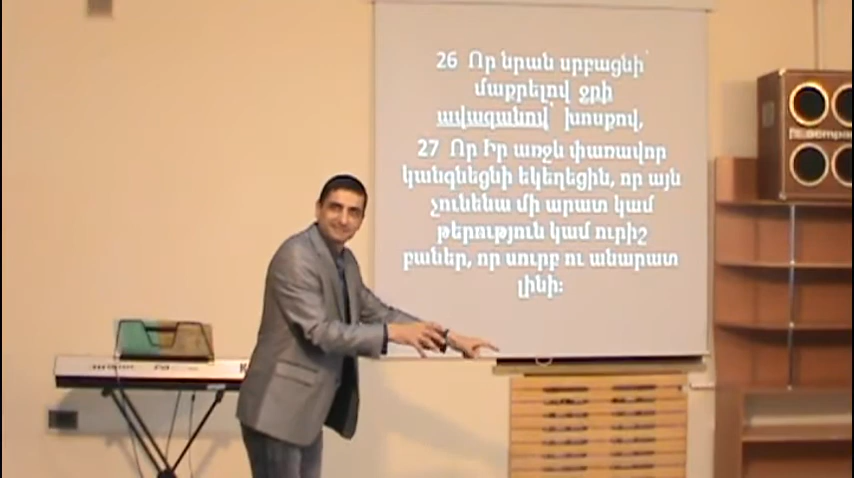 26 Որ նրան սրբացնի՝
մաքրելով ջրի
ավազանով՝ խոսքով,
27 Որ Իր առջև փառավոր
կանգնեցնի եկեղեցին, որ այն
չունենա մի արատ կամ
թերություն կամ ուրիշ
բաներ, որ սուրբ ու անարատ
լինի: